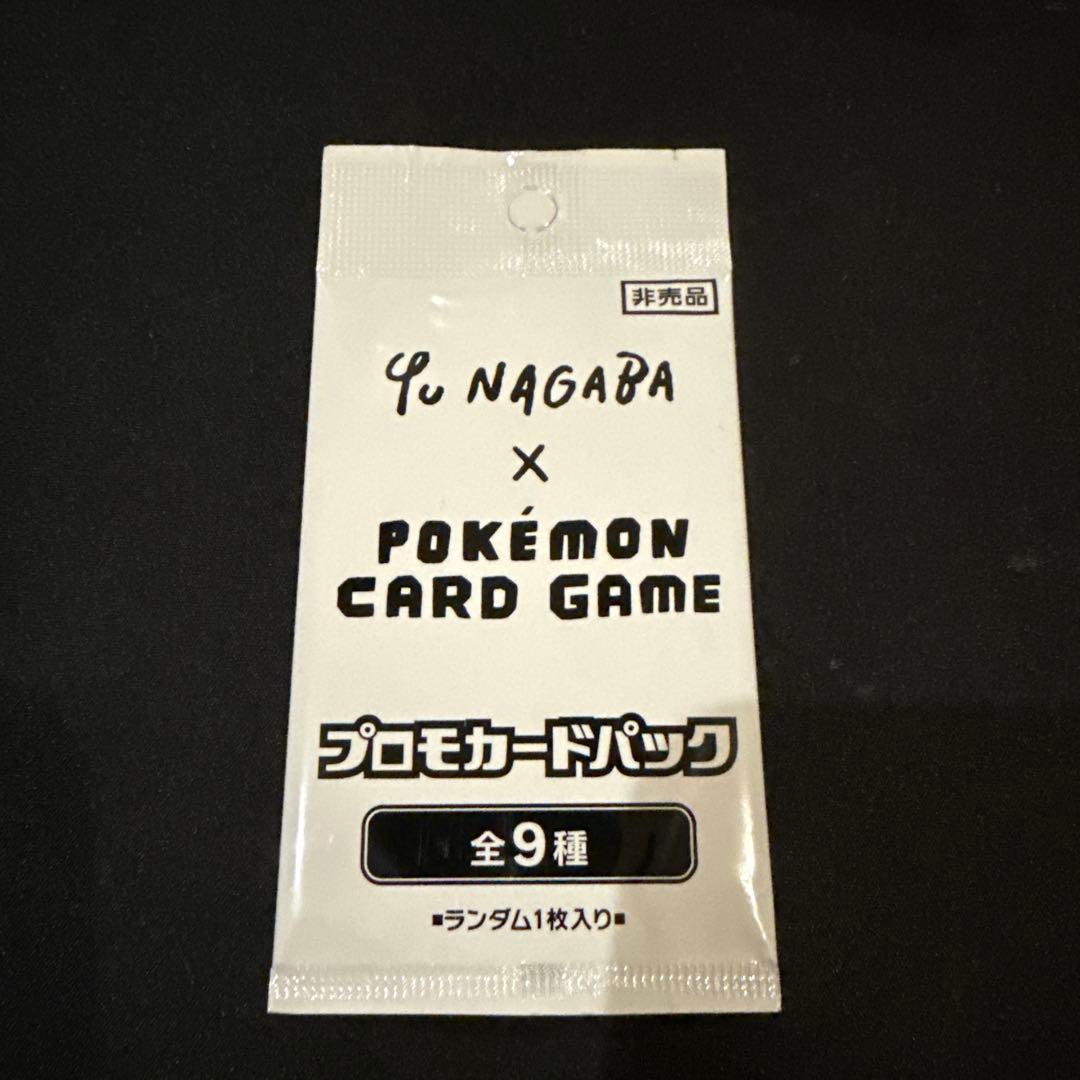 非売品
Yu NAGABA
×
POKÉMON
CARD GAME
プロモカードパック
全9種
■ランダム1枚入り■